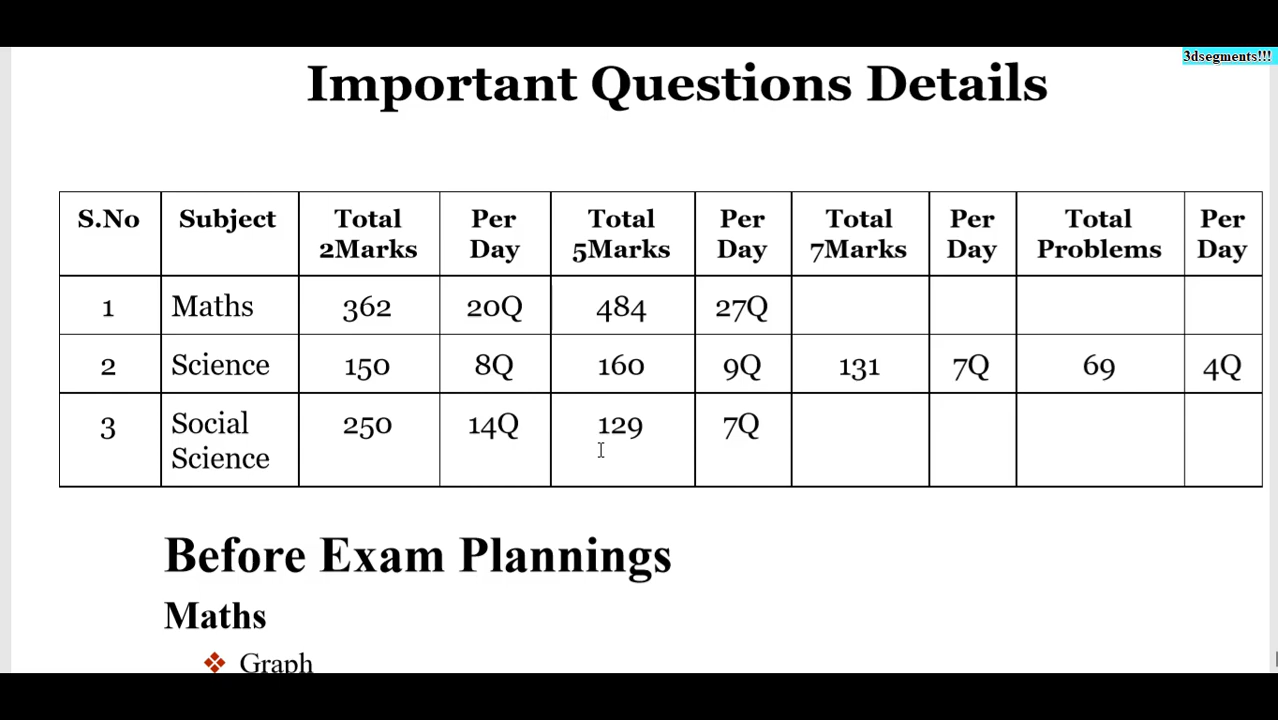 3dsegments!!!
Important Questions Details
S.No Subject Total 2Marks Per Day Total 5Marks Per Day Total 7Marks Per Day Total Problems Per Day
1 Maths 362 20Q 484 27Q
2 Science 150 8Q 160 9Q 131 7Q 69 4Q
3 Social Science 250 14Q 129 7Q
Before Exam Plannings
Maths
Graph